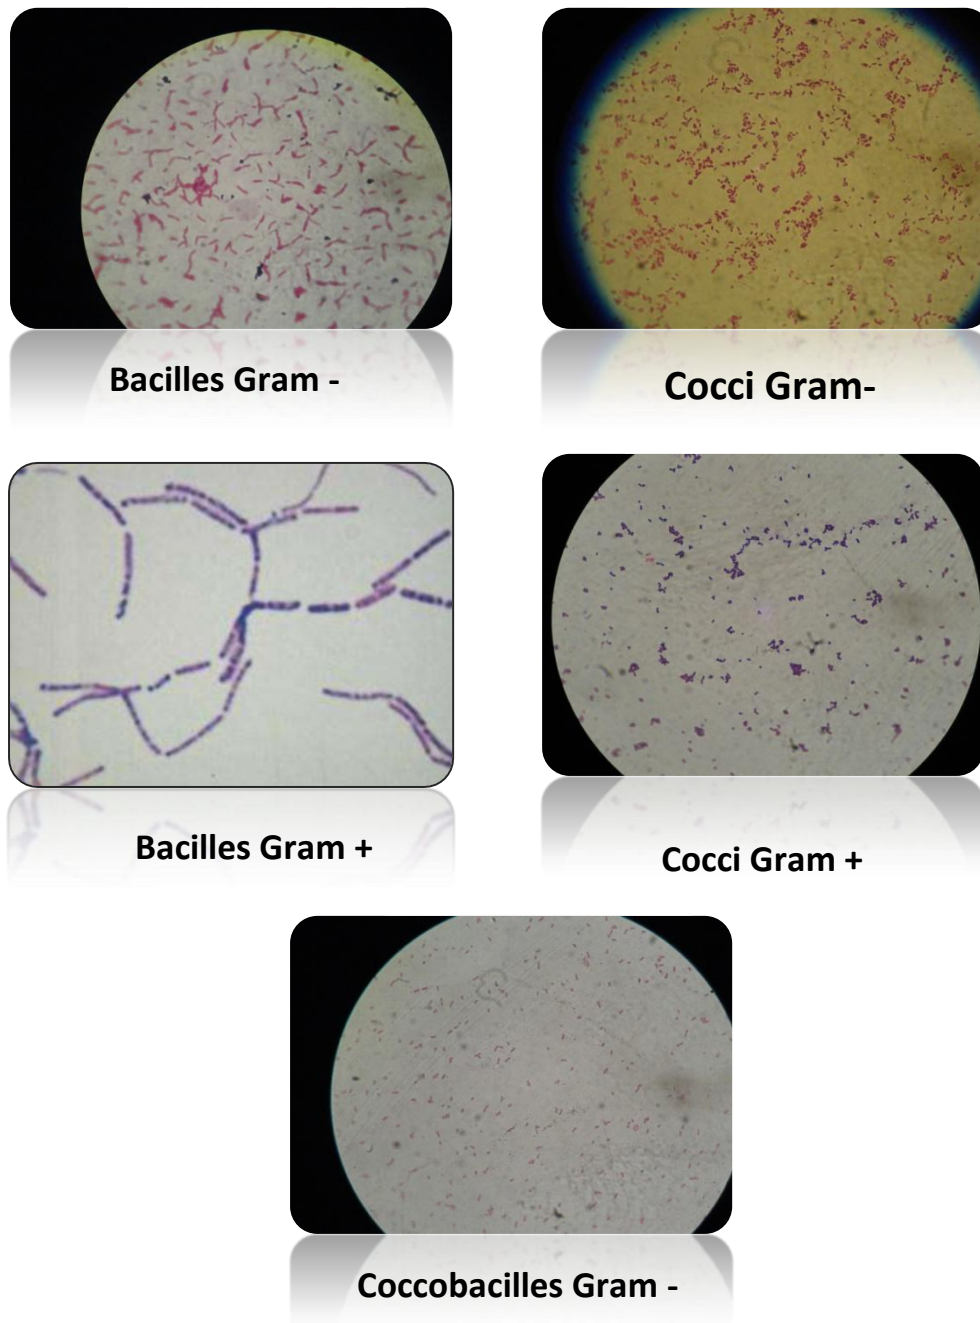 Bacilles Gram -
Cocci Gram-
Bacilles Gram +
Cocci Gram +
Coccobacilles Gram -